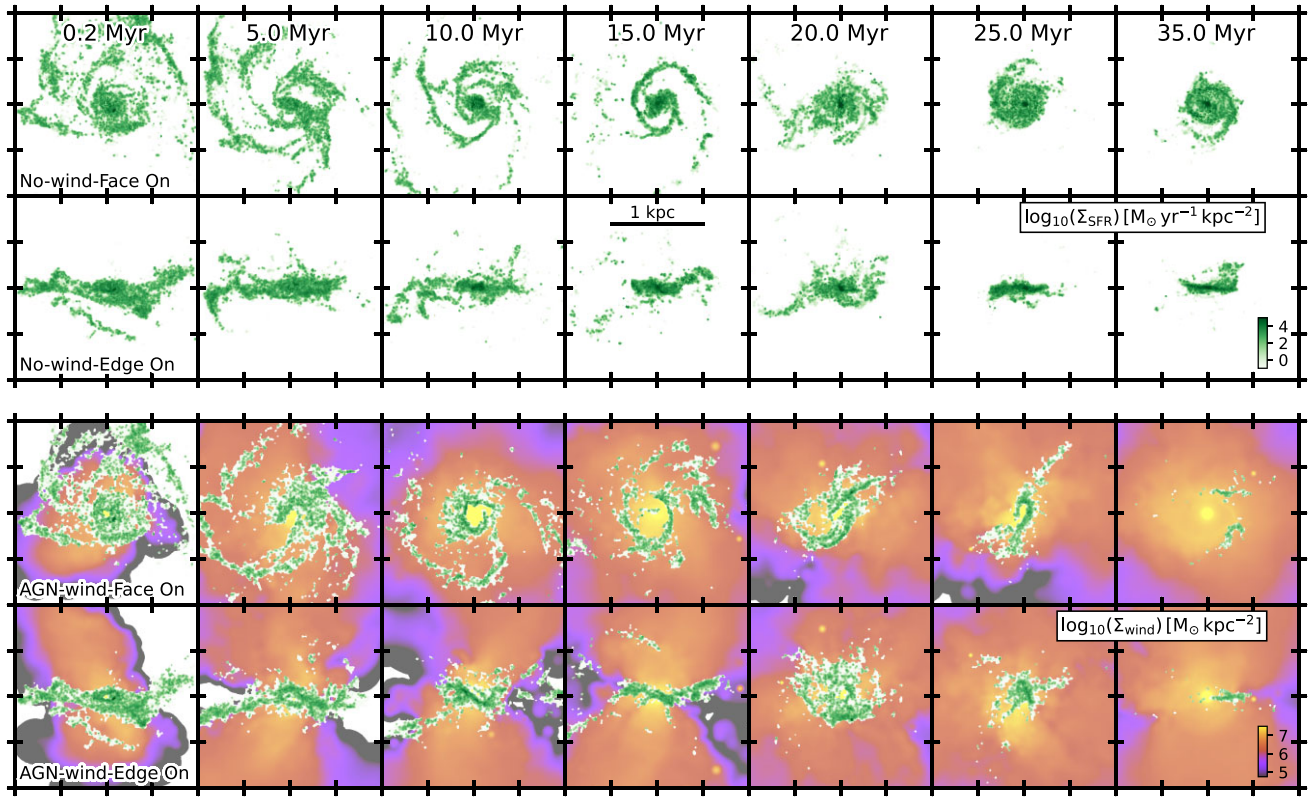 0.2 Myr 5.0 Myr 10.0 Myr 15.0 Myr 20.0 Myr 25.0 Myr 35.0 Myr
No-wind-Face On
1 kpc
log₁₀(Σ_SFR) [M⊙ yr⁻¹ kpc⁻²]
4
2
0
No-wind-Edge On
AGN-wind-Face On
log₁₀(Σ_wind) [M⊙ kpc⁻²]
7
6
5
AGN-wind-Edge On